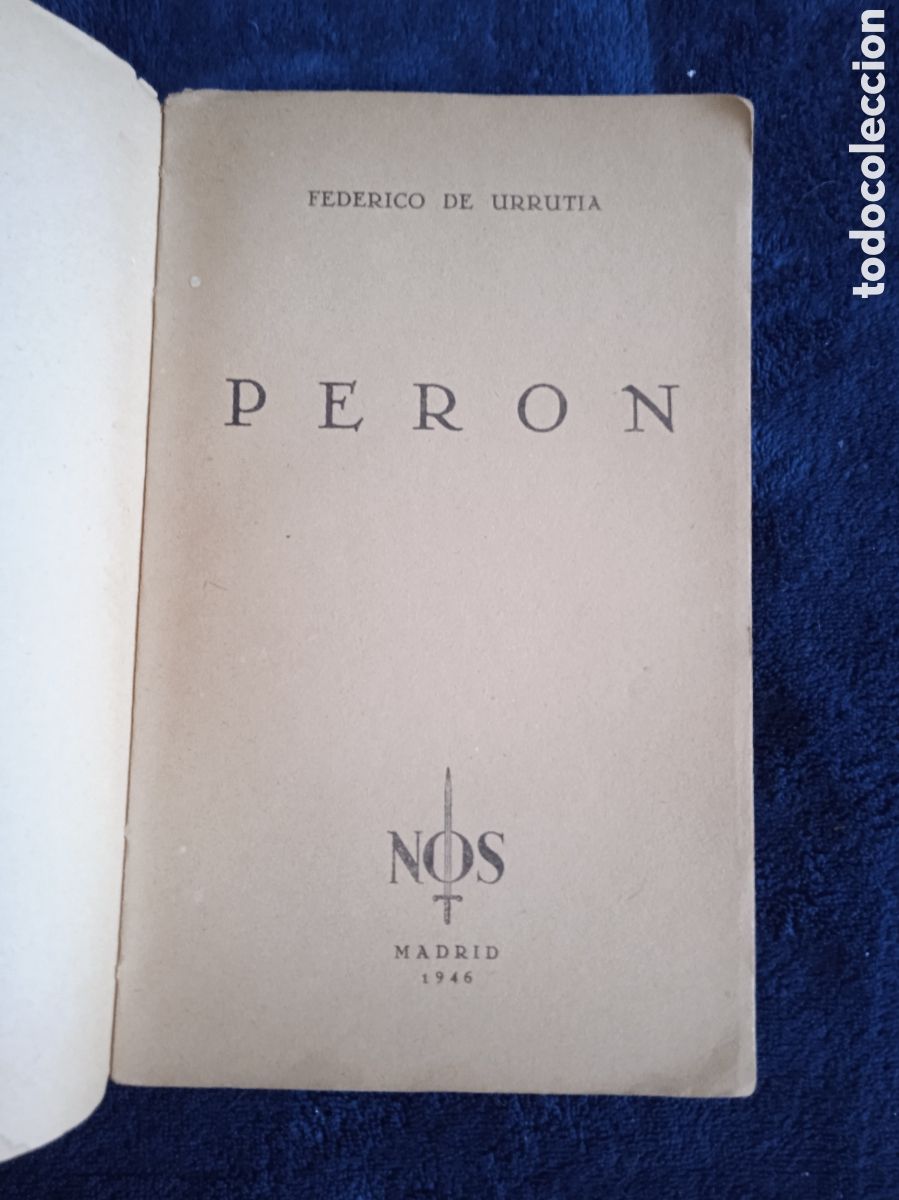 FEDERICO DE URRUTIA
PERON
NOS
MADRID
1946
todocoleccion